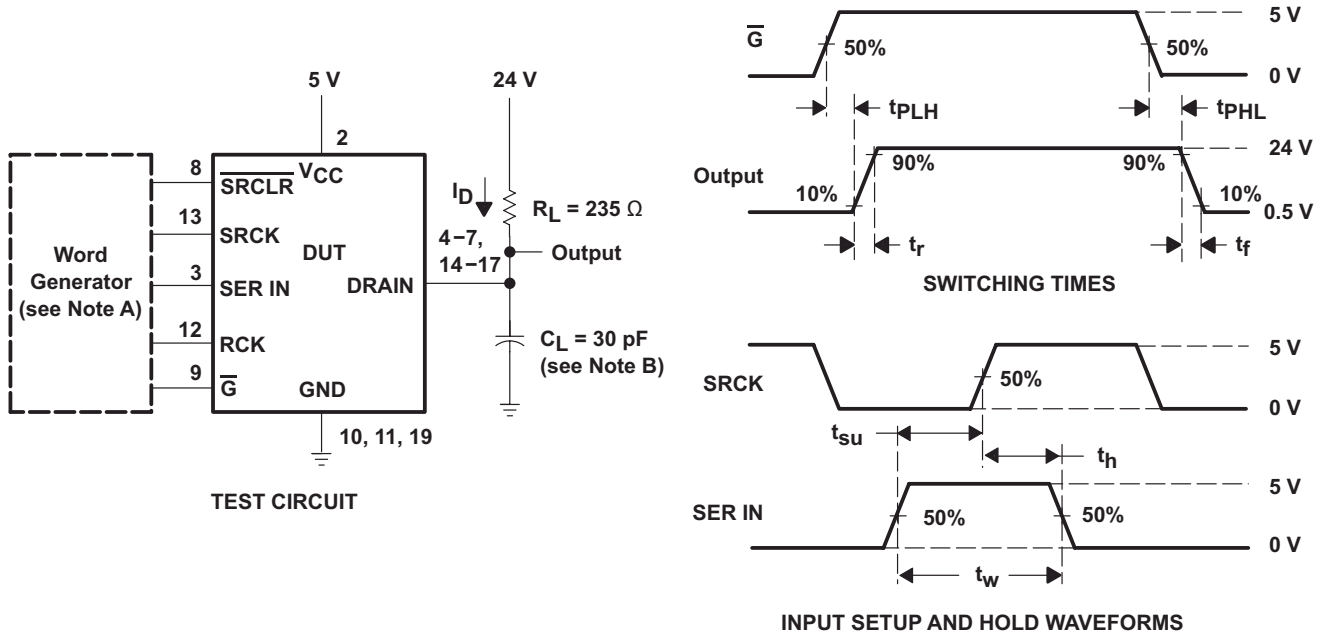 5 V
24 V
2
8
SRCLR
VCC
13
SRCK
DUT
3
SER IN
DRAIN
12
RCK
9
G
GND
10, 11, 19
Word
Generator
(see Note A)
ID
RL = 235 Ω
4−7,
14−17
Output
CL = 30 pF
(see Note B)
TEST CIRCUIT
G
50%
50%
5 V
0 V
tPLH
tPHL
Output
10%
90%
90%
10%
24 V
0.5 V
tr
tf
SWITCHING TIMES
SRCK
50%
5 V
0 V
tsu
th
SER IN
50%
50%
5 V
0 V
tw
INPUT SETUP AND HOLD WAVEFORMS